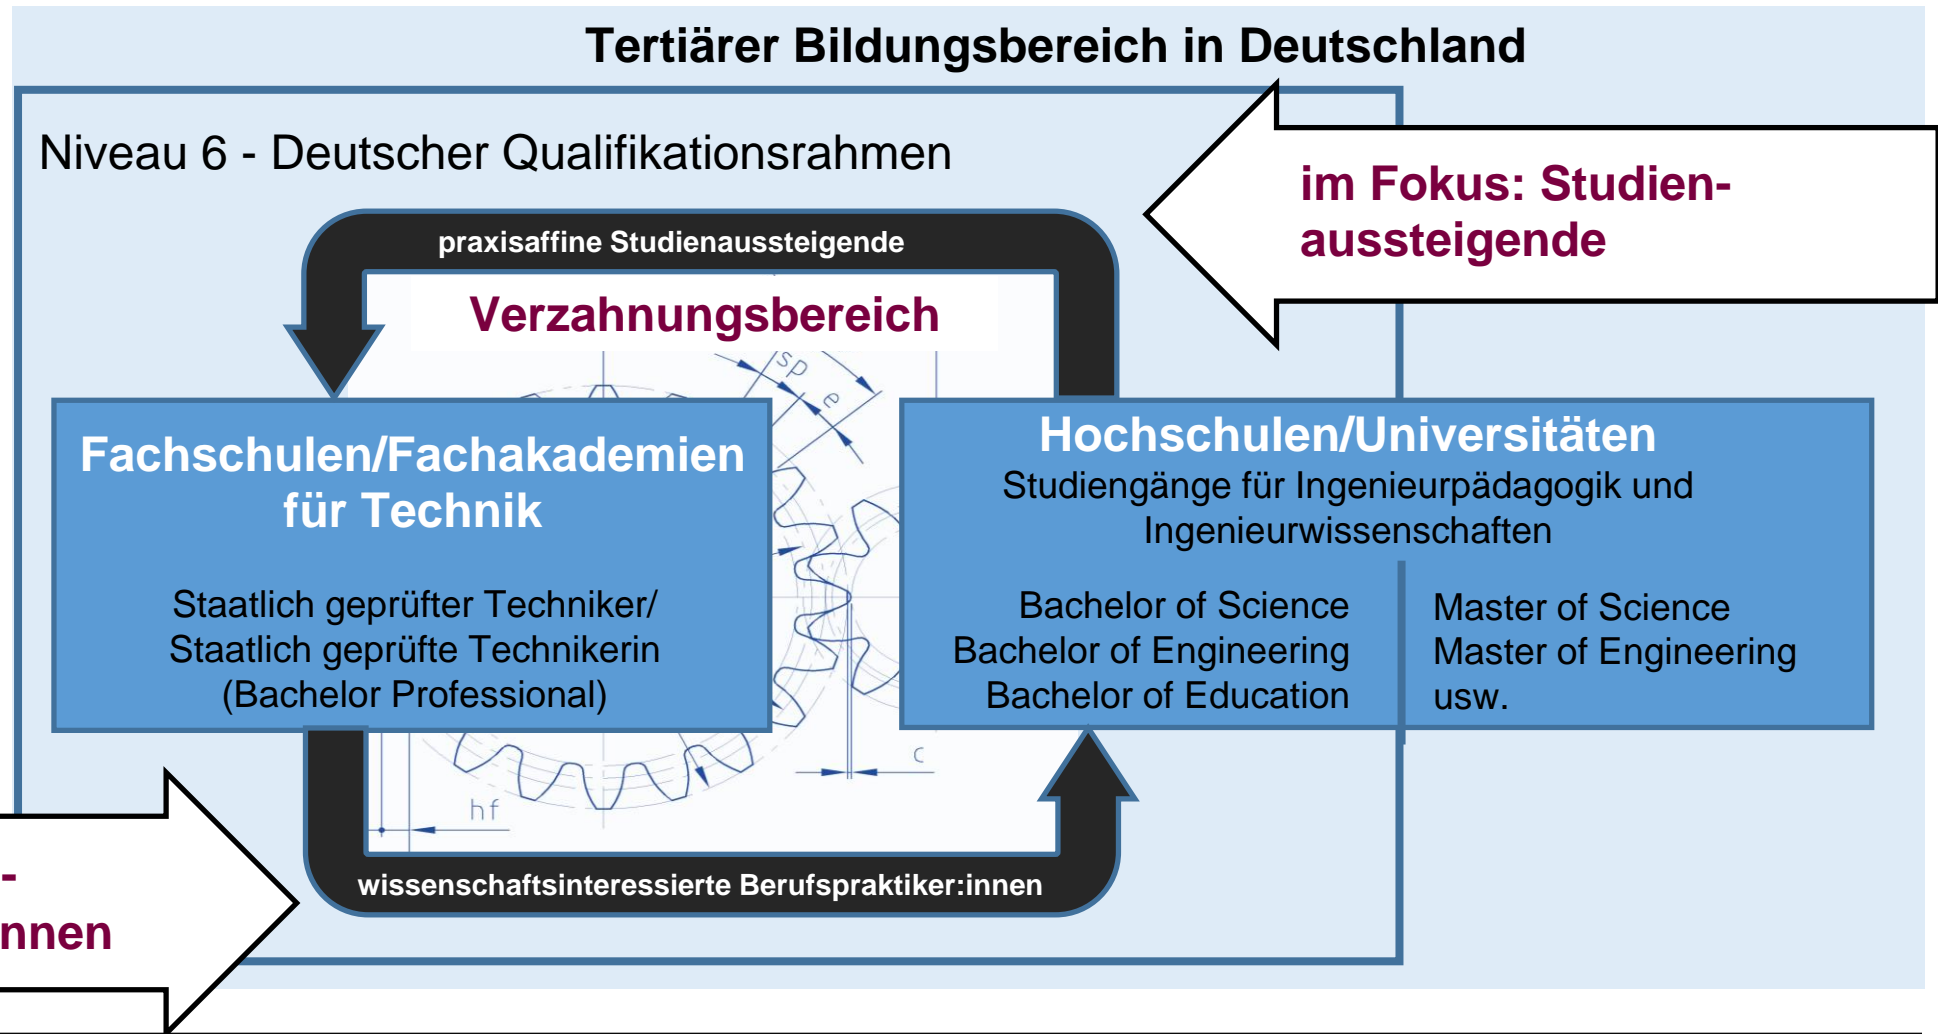 Tertiärer Bildungsbereich in Deutschland
Niveau 6 - Deutscher Qualifikationsrahmen
im Fokus: Studien-
aussteigende
praxisaffine Studienaussteigende
Verzahnungsbereich
sp
e
Fachschulen/Fachakademien
für Technik
Staatlich geprüfter Techniker/
Staatlich geprüfte Technikerin
(Bachelor Professional)
Hochschulen/Universitäten
Studiengänge für Ingenieurpädagogik und
Ingenieurwissenschaften
Bachelor of Science
Bachelor of Engineering
Bachelor of Education
Master of Science
Master of Engineering
usw.
c
hf
wissenschaftsinteressierte Berufspraktiker:innen
-
nnen